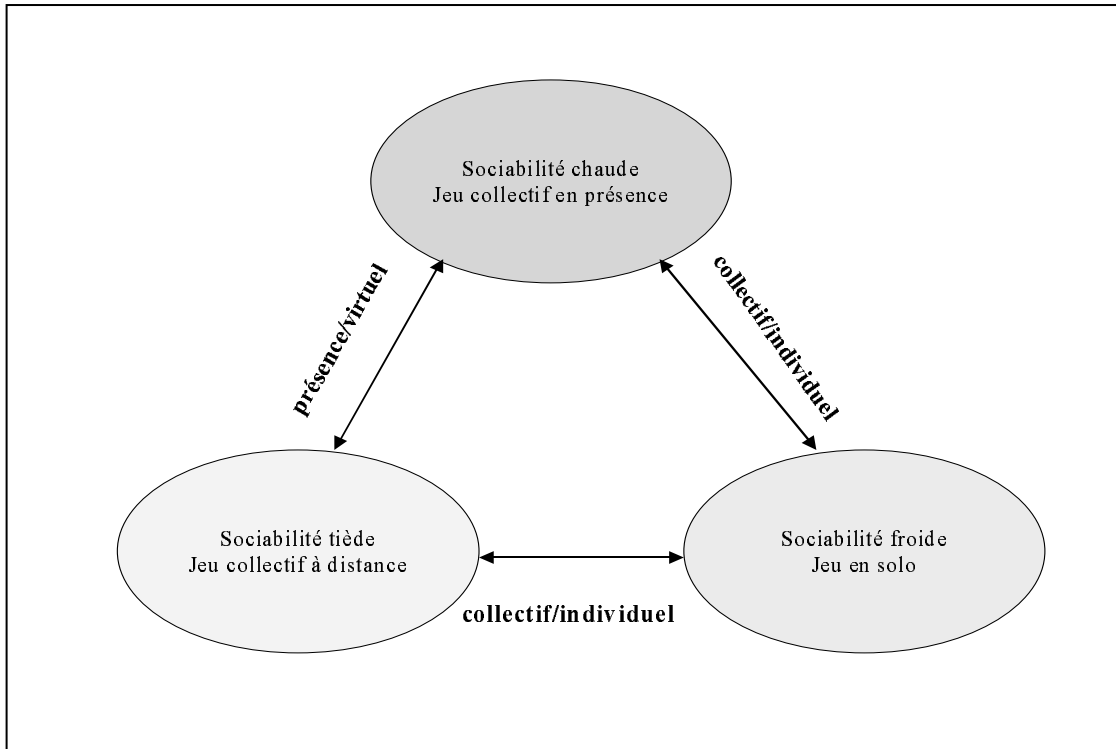 Sociabilité chaude
Jeu collectif en présence
présence/virtuel
collectif/individuel
Sociabilité tiède
Jeu collectif à distance
Sociabilité froide
Jeu en solo
collectif/individuel